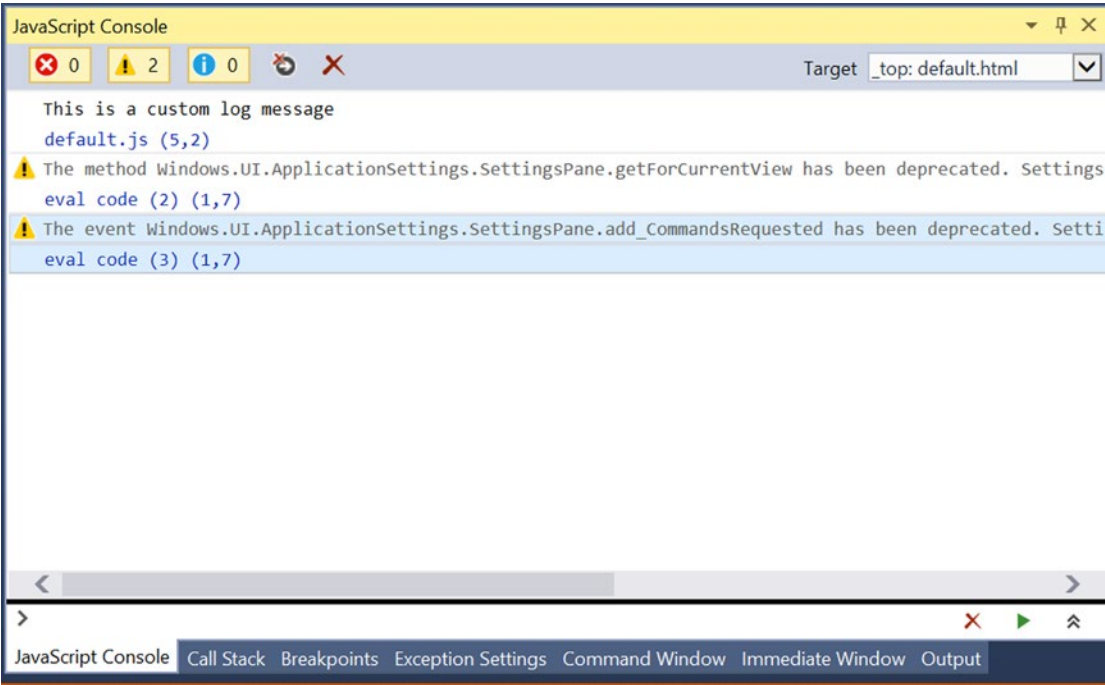 JavaScript Console
0 2 0 Target _top: default.html
This is a custom log message
default.js (5,2)
The method Windows.UI.ApplicationSettings.SettingsPane.getForCurrentView has been deprecated. Settings
eval code (2) (1,7)
The event Windows.UI.ApplicationSettings.SettingsPane.add_CommandsRequested has been deprecated. Setti
eval code (3) (1,7)
>
JavaScript Console Call Stack Breakpoints Exception Settings Command Window Immediate Window Output